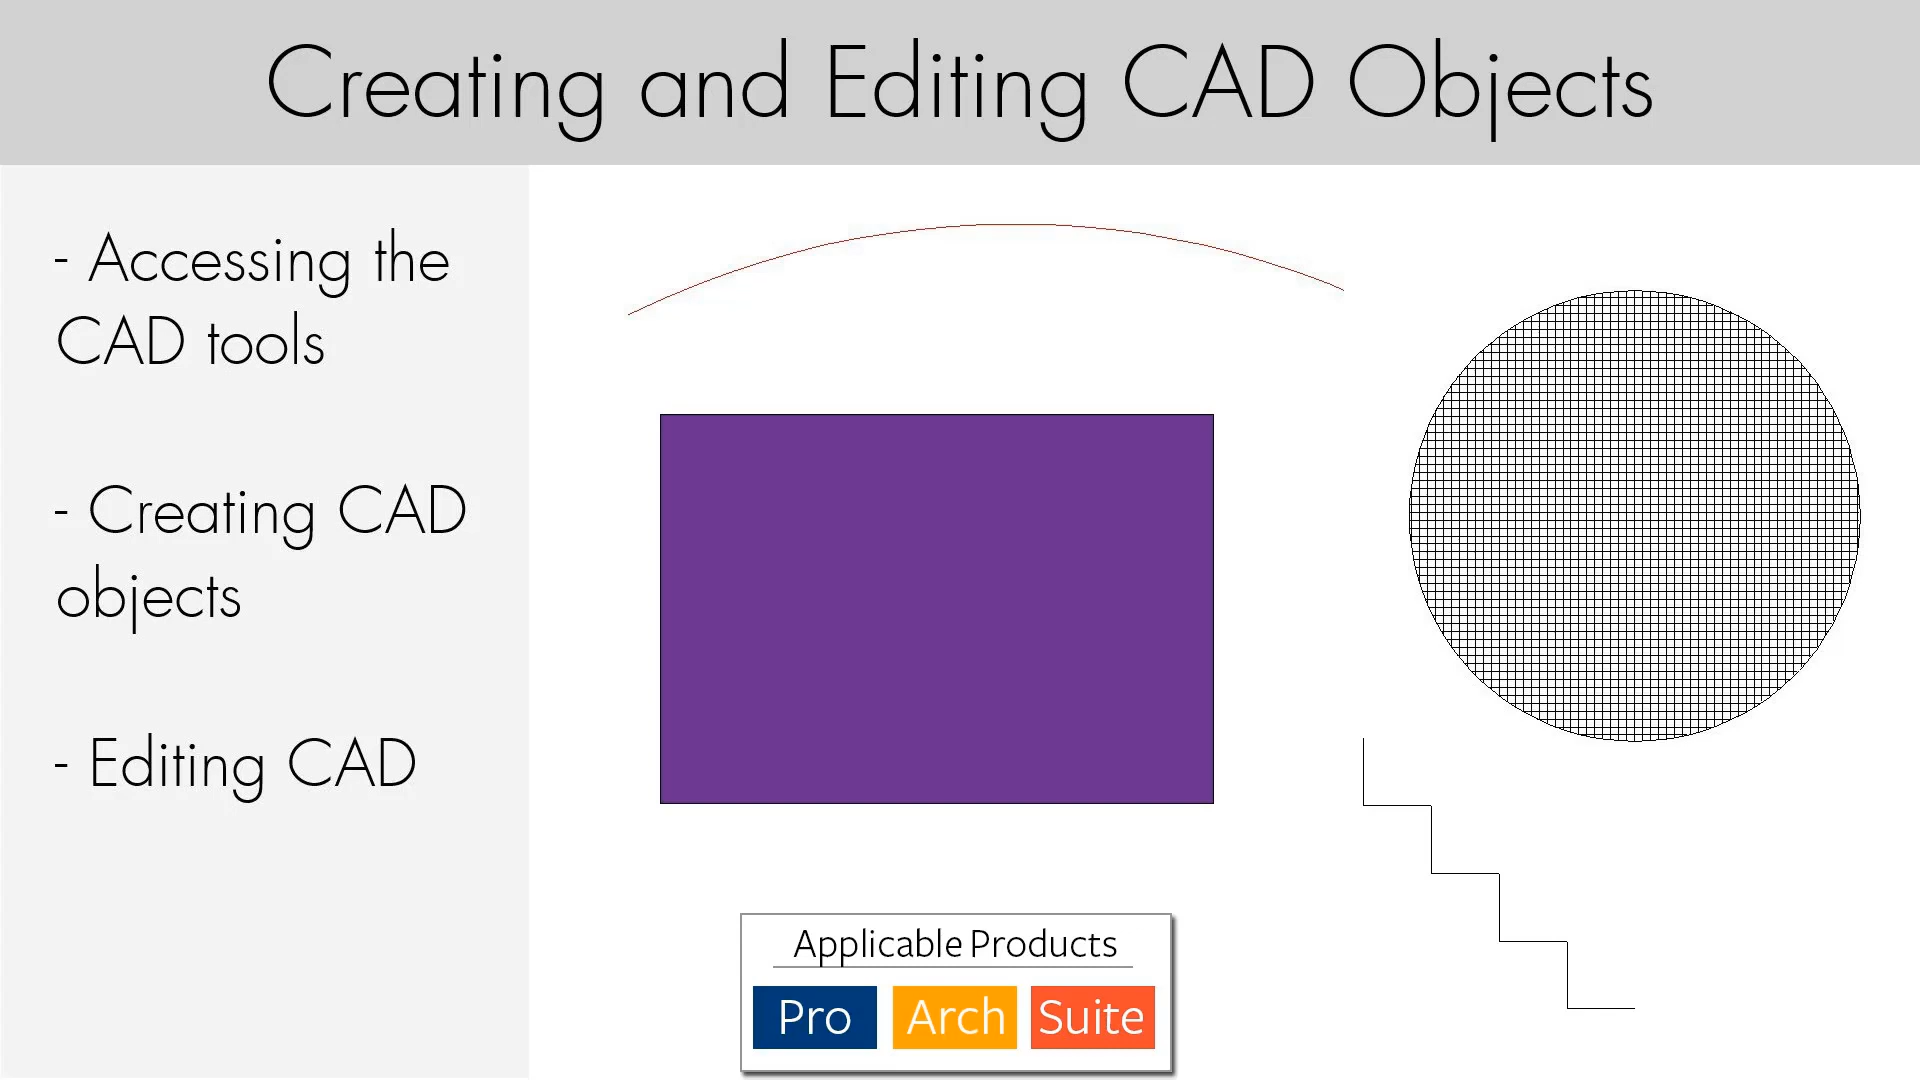 Creating and Editing CAD Objects
- Accessing the
CAD tools
- Creating CAD
objects
- Editing CAD
Applicable Products
Pro Arch Suite